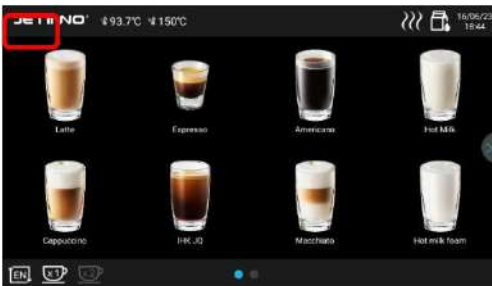 JETINNO 93.7℃ 150℃ 16/06/23
18:44
Latte Espresso Americano Hot Milk
Cappuccino Macchiato Hot milk foam
EN x1 x2